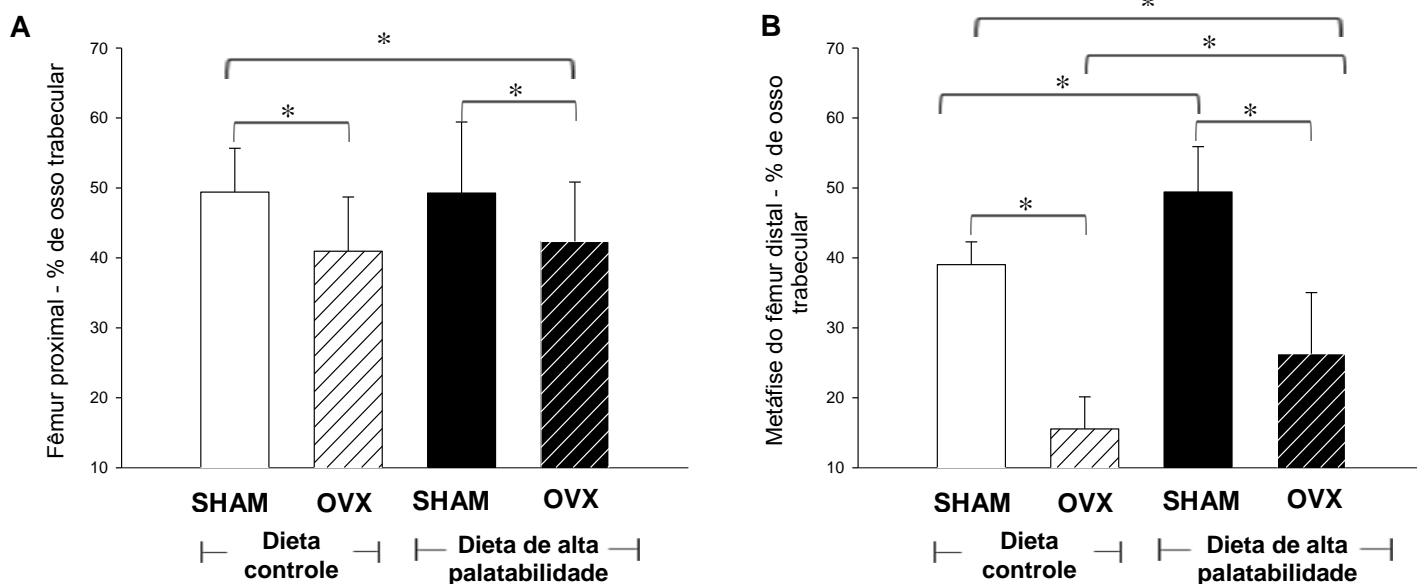 A
Fêmur proximal - % de osso trabecular
70
60
50
40
30
20
10
*
*
*
SHAM
OVX
SHAM
OVX
Dieta
controle
Dieta de alta
palatabilidade
B
Metáfise do fêmur distal - % de osso
trabecular
70
60
50
40
30
20
10
*
*
*
*
*
SHAM
OVX
SHAM
OVX
Dieta
controle
Dieta de alta
palatabilidade